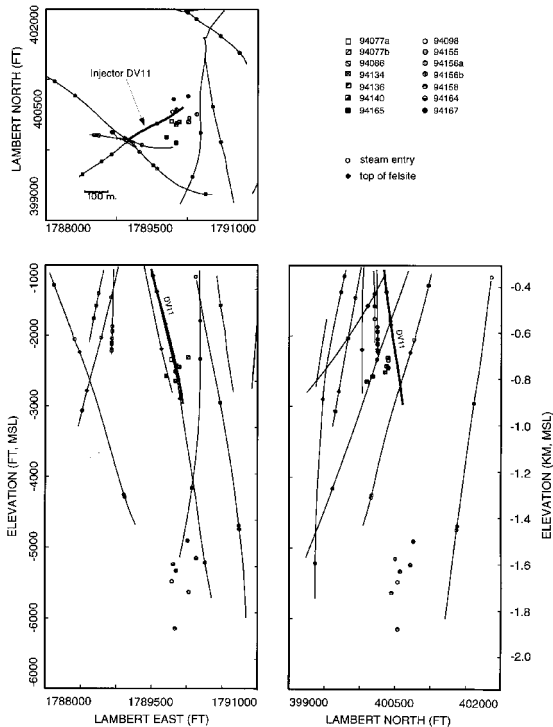 402000
400500
399000
LAMBERT NORTH (FT)
Injector DV11
100 m.
1788000 1789500 1791000
94077a 94098
94077b 94155
94086 94156a
94134 94156b
94136 94158
94140 94164
94165 94167
steam entry
top of felsite
-1000
-2000
-3000
-4000
-5000
-6000
ELEVATION (FT, MSL)
DV11
1788000 1789500 1791000
LAMBERT EAST (FT)
DV11
-0.4
-0.6
-0.8
-1.0
-1.2
-1.4
-1.6
-1.8
-2.0
ELEVATION (KM, MSL)
399000 400500 402000
LAMBERT NORTH (FT)